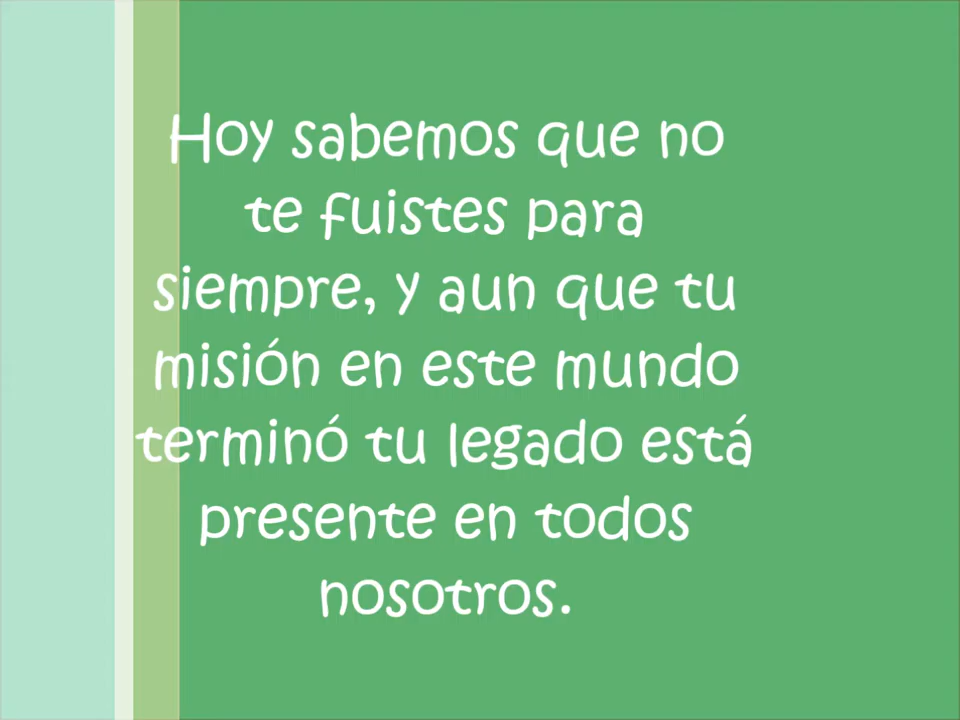 Hoy sabemos que no
te fuistes para
siempre, y aun que tu
misión en este mundo
terminó tu legado está
presente en todos
nosotros.